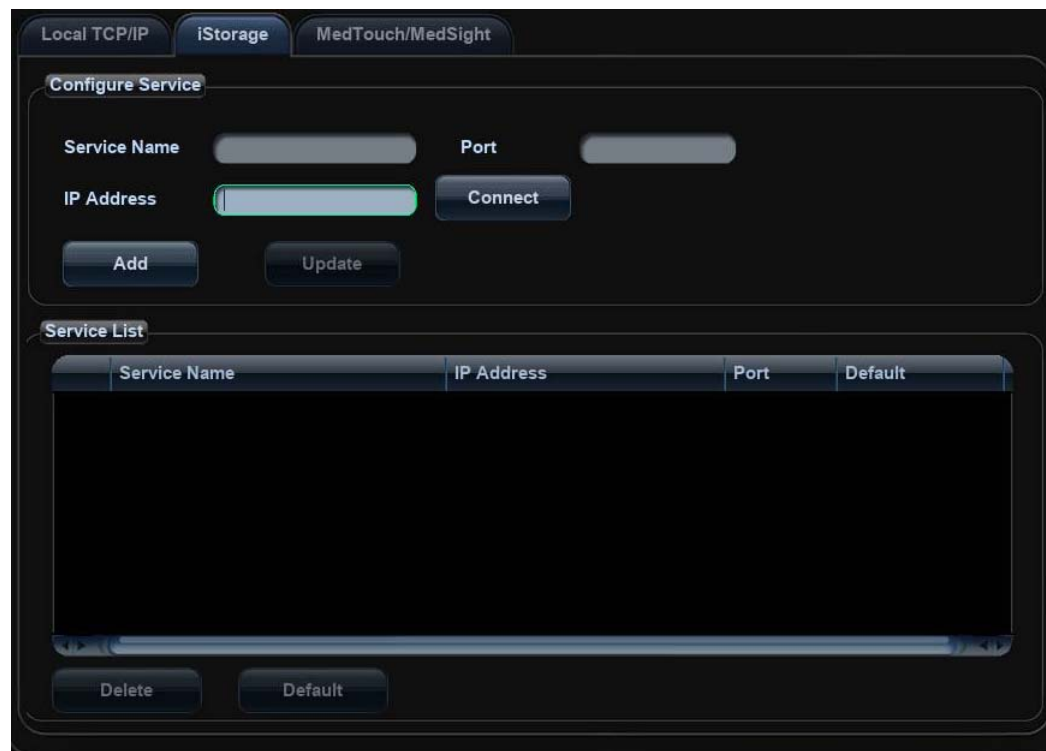 Local TCP/IP iStorage MedTouch/MedSight
Configure Service
Service Name Port
IP Address Connect
Add Update
Service List
Service Name IP Address Port Default
Delete Default